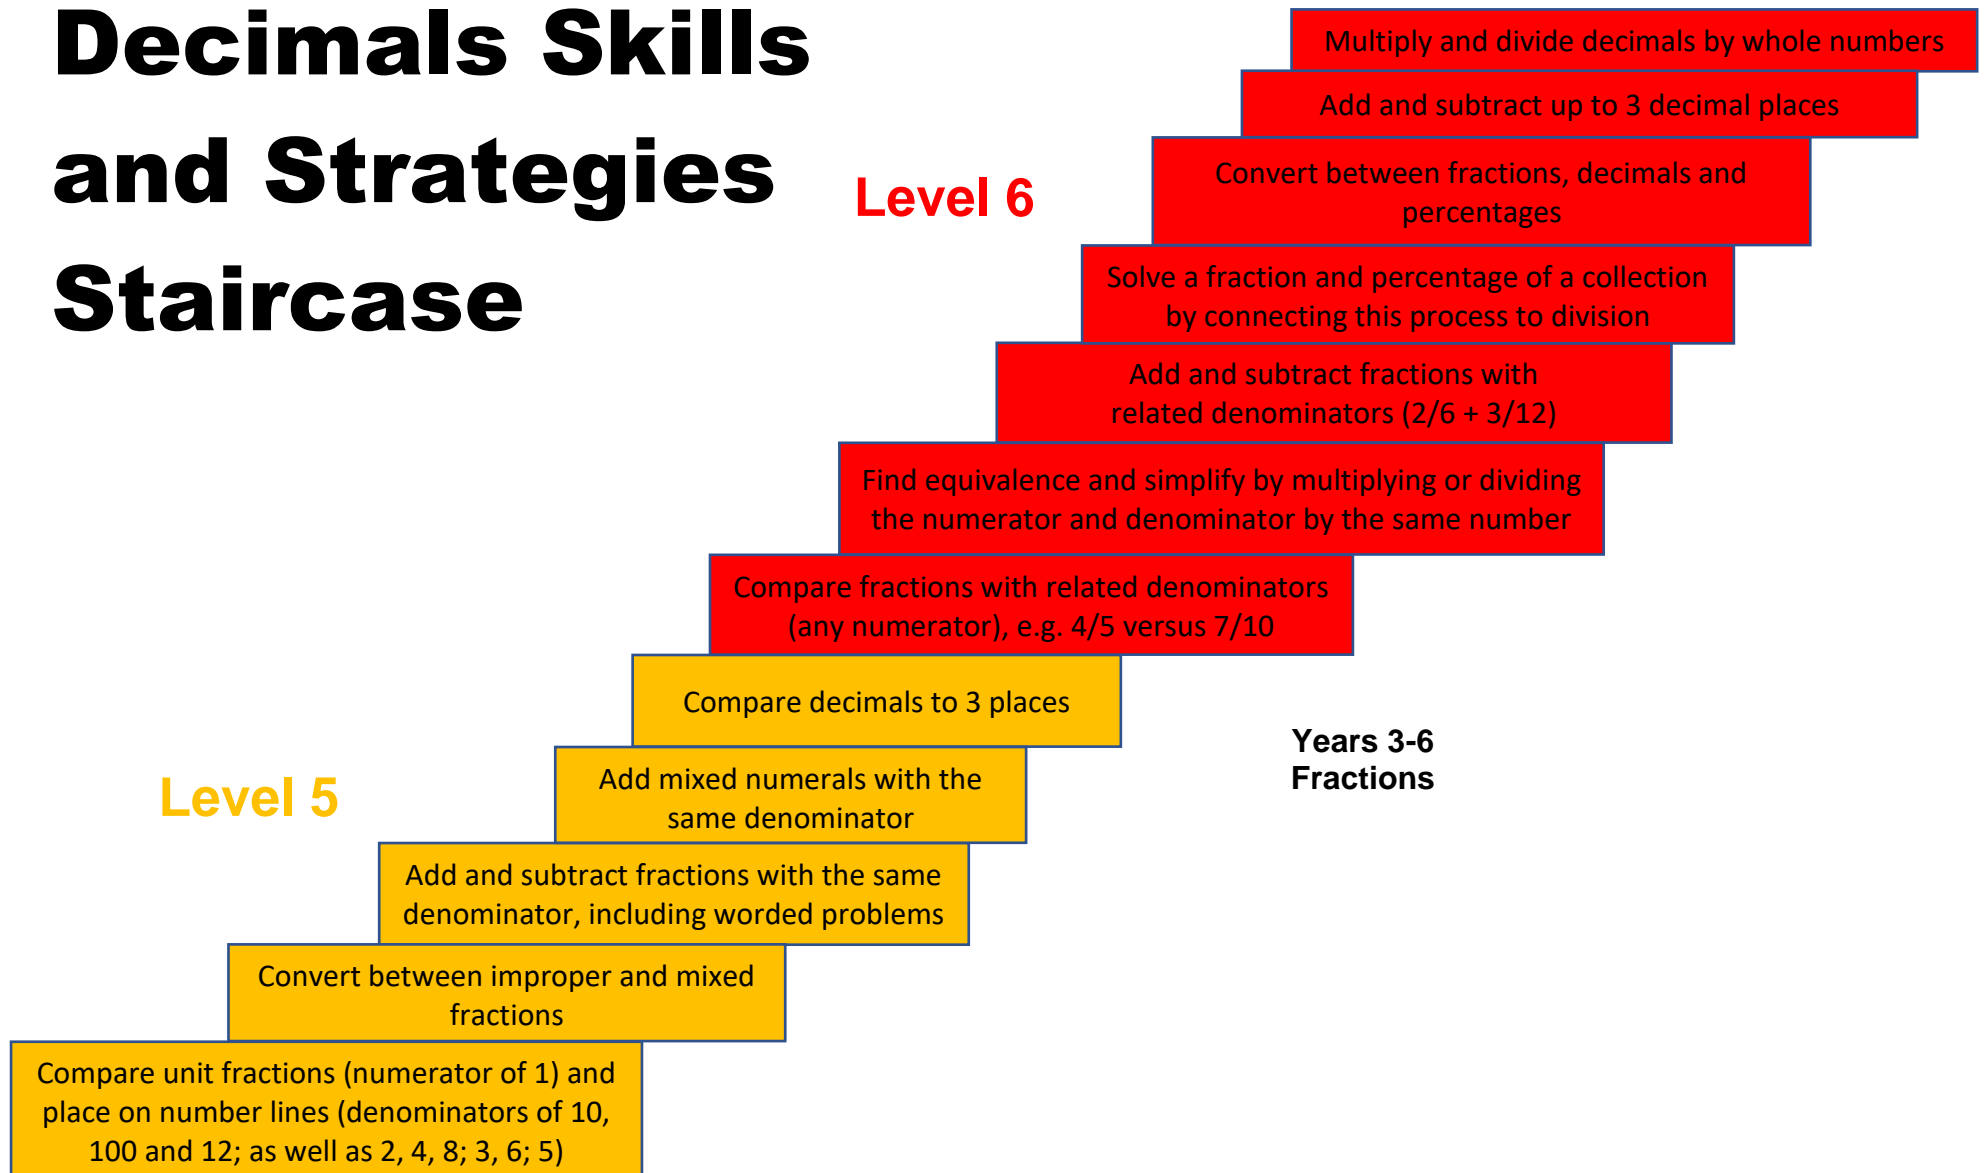 Decimals Skills
and Strategies
Staircase
Multiply and divide decimals by whole numbers
Add and subtract up to 3 decimal places
Level 6
Convert between fractions, decimals and
percentages
Solve a fraction and percentage of a collection
by connecting this process to division
Add and subtract fractions with
related denominators (2/6 + 3/12)
Find equivalence and simplify by multiplying or dividing
the numerator and denominator by the same number
Compare fractions with related denominators
(any numerator), e.g. 4/5 versus 7/10
Compare decimals to 3 places
Years 3-6
Fractions
Level 5
Add mixed numerals with the
same denominator
Add and subtract fractions with the same
denominator, including worded problems
Convert between improper and mixed
fractions
Compare unit fractions (numerator of 1) and
place on number lines (denominators of 10,
100 and 12; as well as 2, 4, 8; 3, 6; 5)